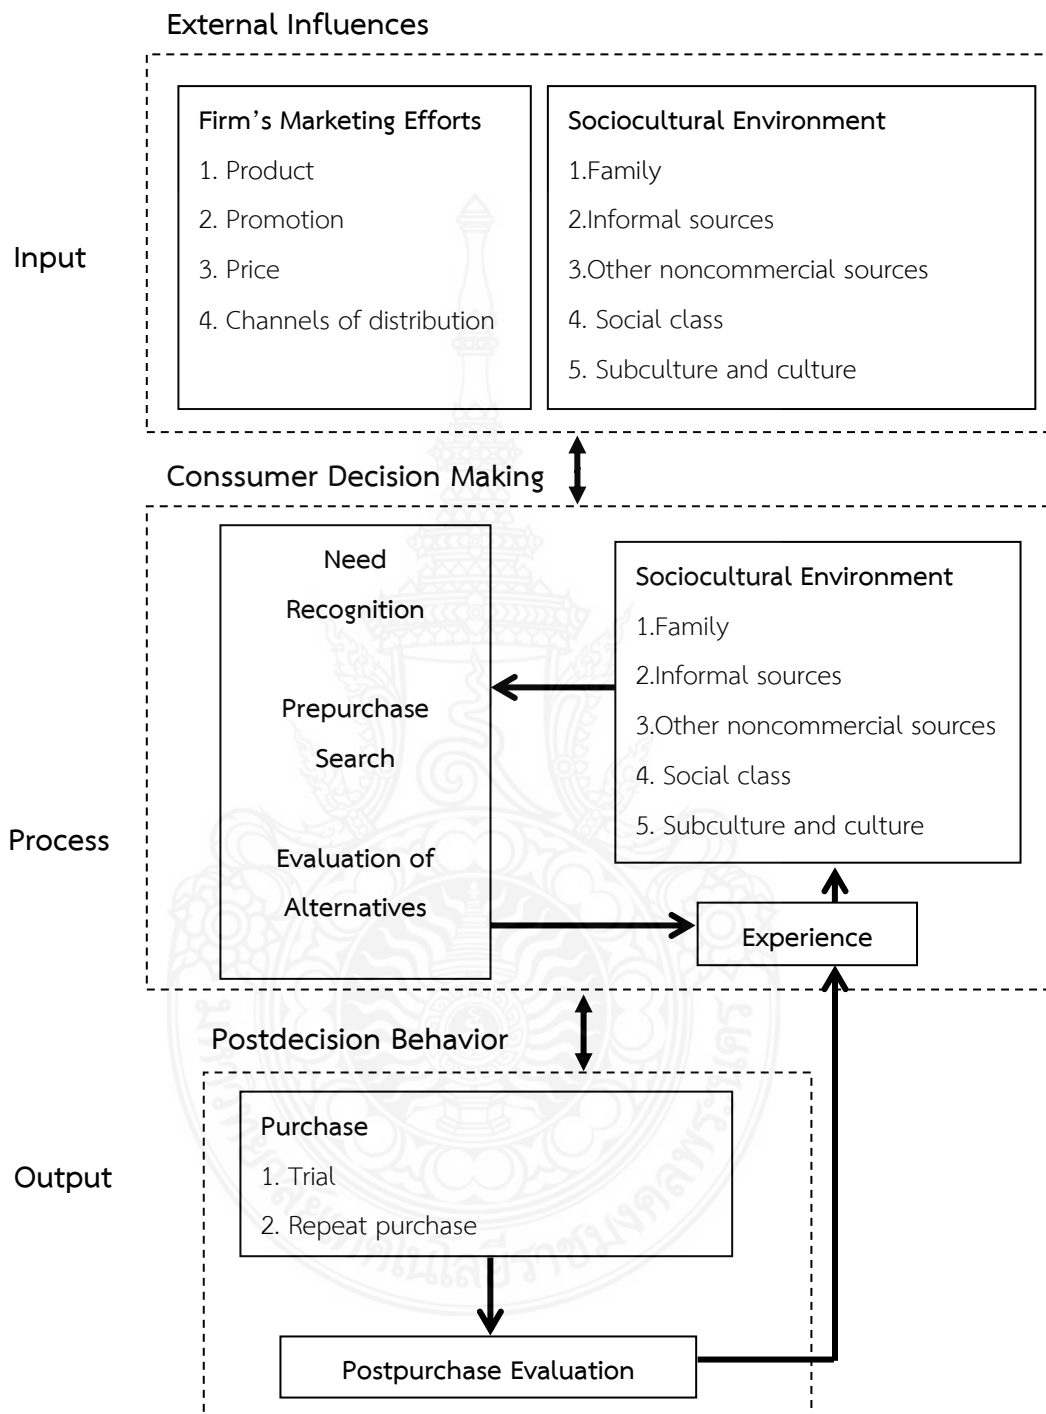 External Influences
Input
Firm's Marketing Efforts
1. Product
2. Promotion
3. Price
4. Channels of distribution
Sociocultural Environment
1.Family
2.Informal sources
3.Other noncommercial sources
4. Social class
5. Subculture and culture
Conssumer Decision Making
Process
Need
Recognition
Prepurchase
Search
Evaluation of
Alternatives
Sociocultural Environment
1.Family
2.Informal sources
3.Other noncommercial sources
4. Social class
5. Subculture and culture
Experience
Postdecision Behavior
Output
Purchase
1. Trial
2. Repeat purchase
Postpurchase Evaluation